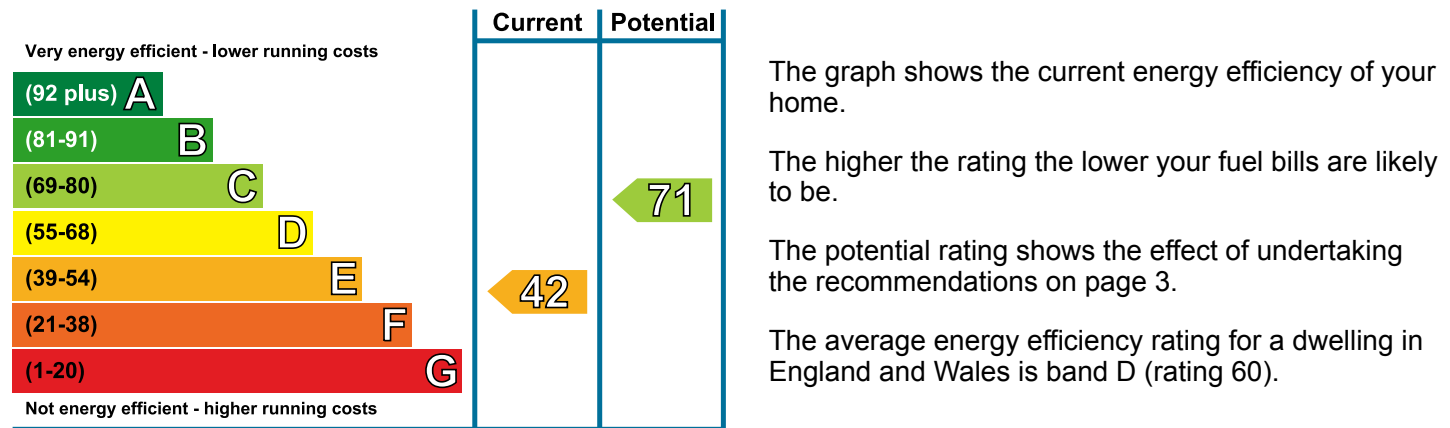 Current Potential
Very energy efficient - lower running costs
(92 plus) A
(81-91) B
(69-80) C
71
(55-68) D
(39-54) E
42
(21-38) F
(1-20) G
Not energy efficient - higher running costs
The graph shows the current energy efficiency of your
home.
The higher the rating the lower your fuel bills are likely
to be.
The potential rating shows the effect of undertaking
the recommendations on page 3.
The average energy efficiency rating for a dwelling in
England and Wales is band D (rating 60).